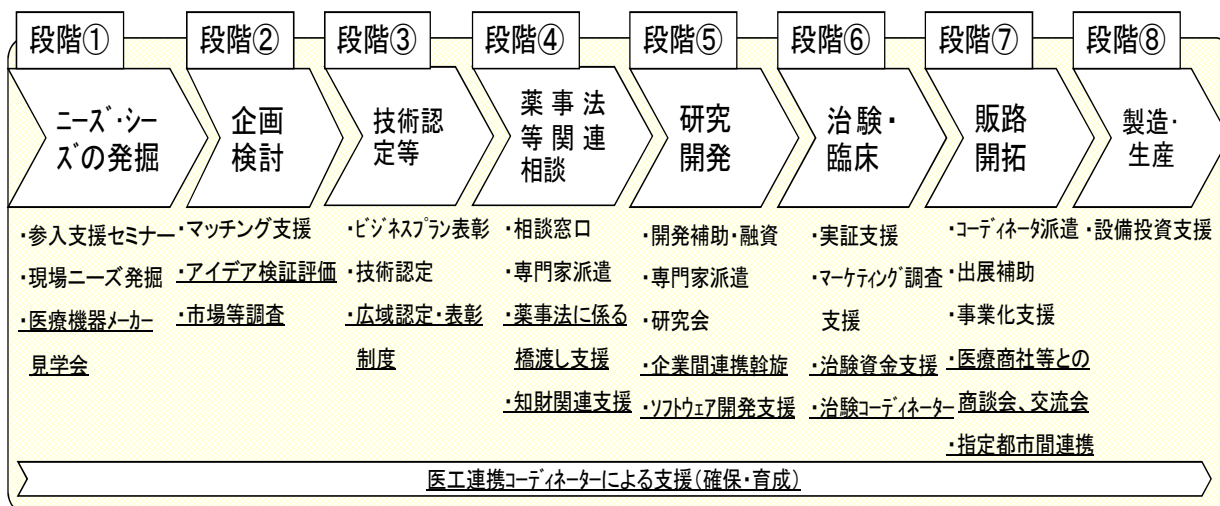 段階①
段階②
段階③
段階④
段階⑤
段階⑥
段階⑦
段階⑧
ニーズ・シー
ズの発掘
企画
検討
技術認
定等
薬事法
等関連
相談
研究
開発
治験・
臨床
販路
開拓
製造・
生産
・参入支援セミナー
・現場ニーズ発掘
・医療機器メーカー
見学会
・マッチング支援
・アイデア検証評価
・市場等調査
・ビジネスプラン表彰
・技術認定
・広域認定・表彰
制度
・相談窓口
・専門家派遣
・薬事法に係る
橋渡し支援
・知財関連支援
・開発補助・融資
・専門家派遣
・研究会
・企業間連携斡旋
・ソフトウェア開発支援
・実証支援
・マーケティング調査
支援
・治験資金支援
・治験コーディネーター
・コーディネータ派遣
・出展補助
・事業化支援
・医療商社等との
商談会、交流会
・指定都市間連携
・設備投資支援
医工連携コーディネーターによる支援(確保・育成)